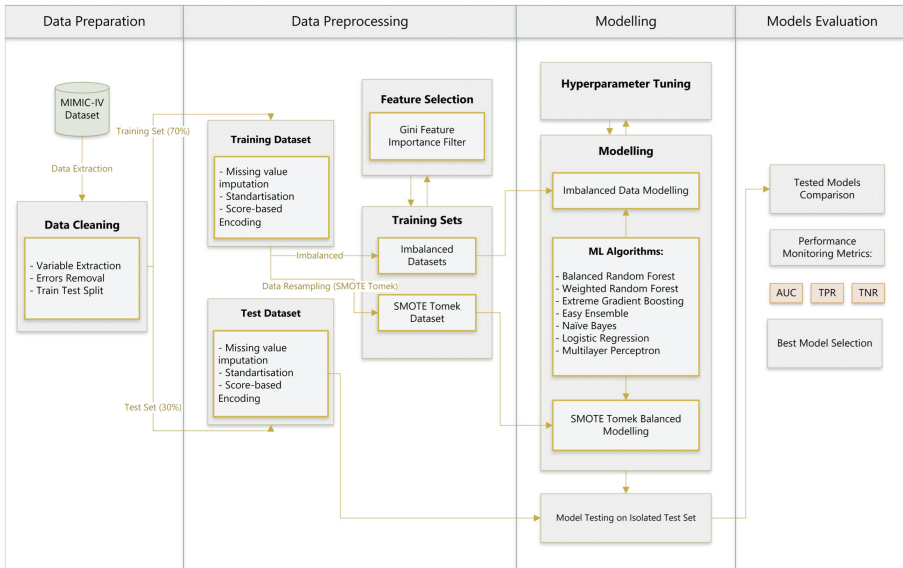 Data Preparation
Data Preprocessing
Modelling
Models Evaluation
MIMIC-IV
Dataset
Data Extraction
Data Cleaning
- Variable Extraction
- Errors Removal
- Train Test Split
Training Set (70%)
Test Set (30%)
Training Dataset
- Missing value
imputation
- Standartisation
- Score-based
Encoding
Imbalanced
Data Resampling (SMOTE Tomek)
Test Dataset
- Missing value
imputation
- Standartisation
- Score-based
Encoding
Feature Selection
Gini Feature
Importance Filter
Training Sets
Imbalanced
Datasets
SMOTE Tomek
Dataset
Hyperparameter Tuning
Modelling
Imbalanced Data Modelling
ML Algorithms:
- Balanced Random Forest
- Weighted Random Forest
- Extreme Gradient Boosting
- Easy Ensemble
- Naïve Bayes
- Logistic Regression
- Multilayer Perceptron
SMOTE Tomek Balanced
Modelling
Model Testing on Isolated Test Set
Tested Models
Comparison
Performance
Monitoring Metrics:
AUC
TPR
TNR
Best Model Selection